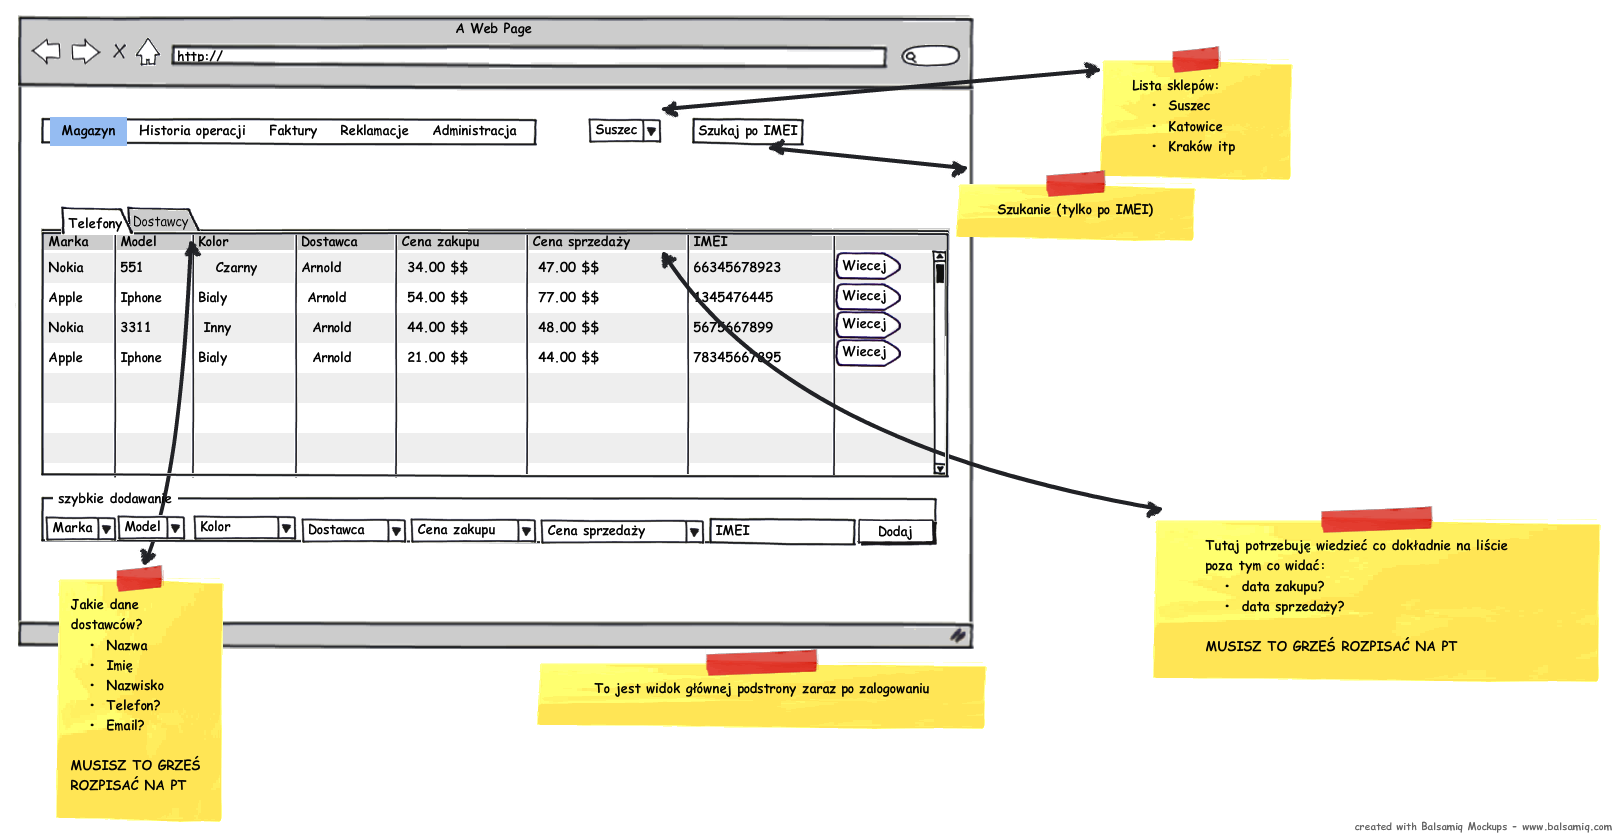 A Web Page
http://
Magazyn Historia operacji Faktury Reklamacje Administracja
Suszec
Szukaj po IMEI
Lista sklepów:
• Suszec
• Katowice
• Kraków itp
Szukanie (tylko po IMEI)
Telefony Dostawcy
Marka Model Kolor Dostawca Cena zakupu Cena sprzedaży IMEI
Nokia 551 Czarny Arnold 34.00 $$ 47.00 $$ 66345678923 Wiecej
Apple Iphone Bialy Arnold 54.00 $$ 77.00 $$ 1345476445 Wiecej
Nokia 3311 Inny Arnold 44.00 $$ 48.00 $$ 5675667899 Wiecej
Apple Iphone Bialy Arnold 21.00 $$ 44.00 $$ 78345667895 Wiecej
szybkie dodawanie
Marka Model Kolor Dostawca Cena zakupu Cena sprzedaży IMEI Dodaj
Tutaj potrzebuję wiedzieć co dokładnie na liście
poza tym co widać:
• data zakupu?
• data sprzedaży?
MUSISZ TO GRZEŚ ROZPISAĆ NA PT
Jakie dane
dostawców?
• Nazwa
• Imię
• Nazwisko
• Telefon?
• Email?
MUSISZ TO GRZEŚ
ROZPISAĆ NA PT
To jest widok głównej podstrony zaraz po zalogowaniu
created with Balsamiq Mockups - www.balsamiq.com